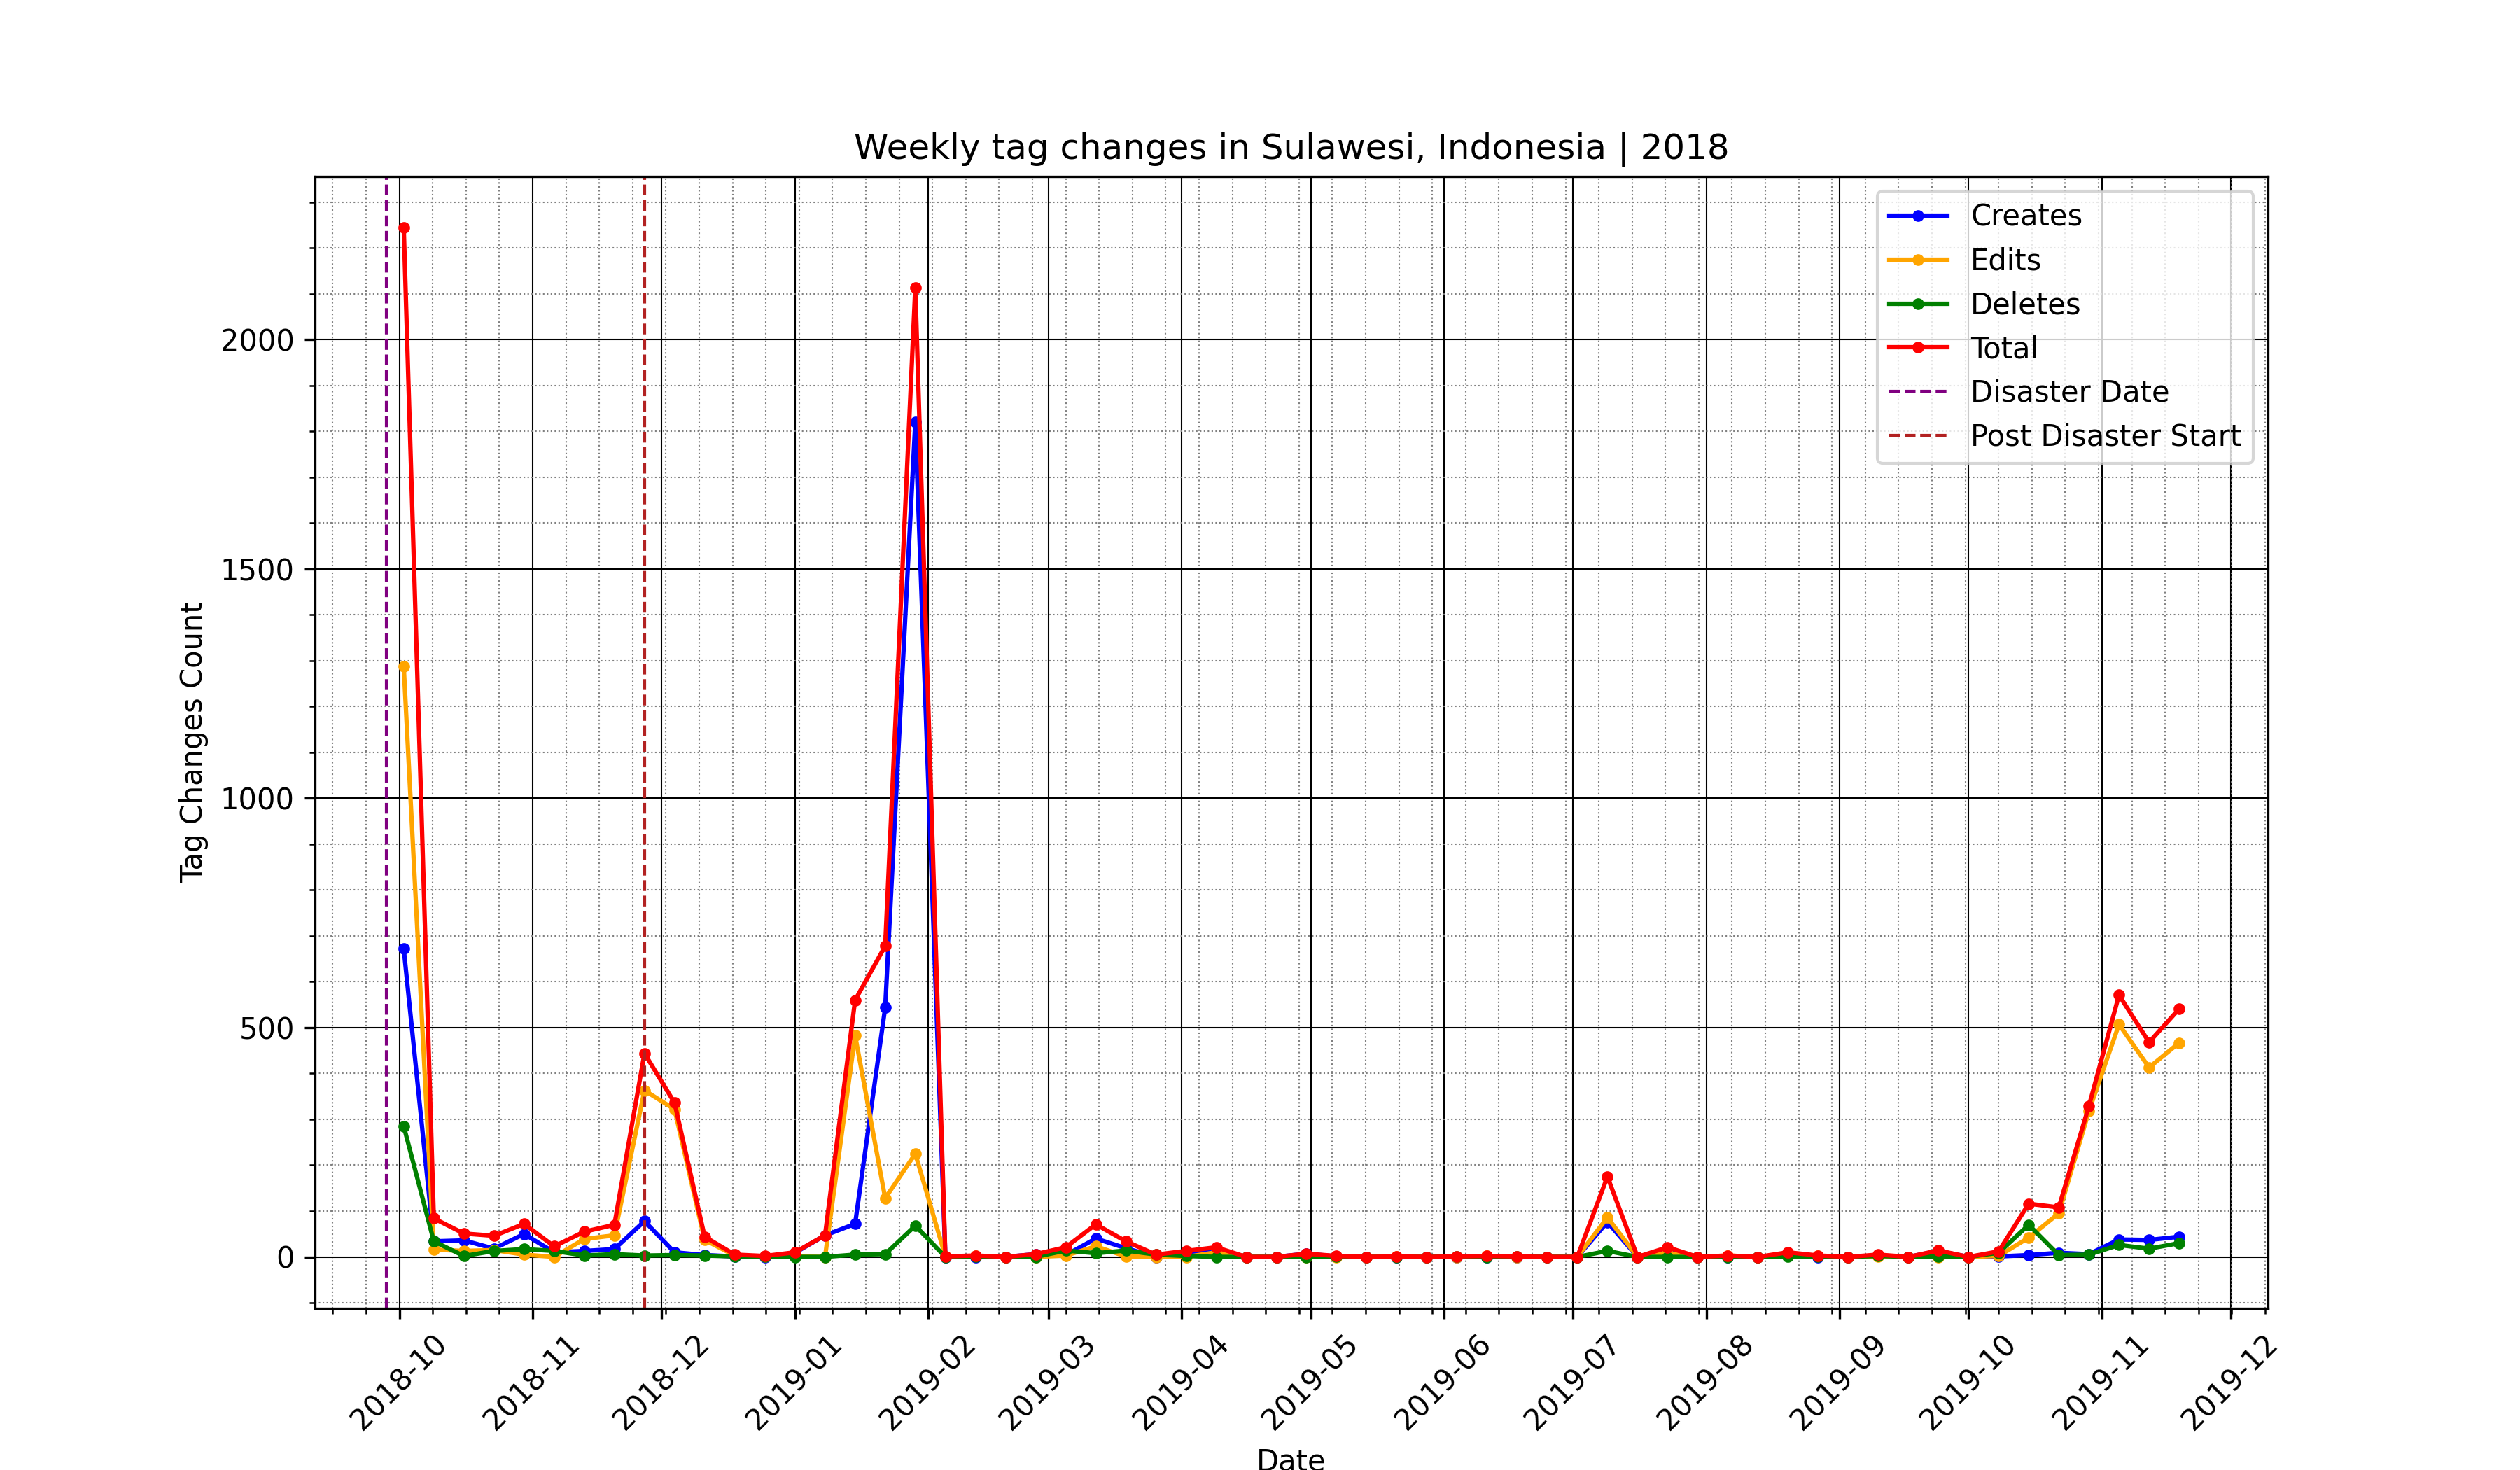 Weekly tag changes in Sulawesi, Indonesia | 2018
Creates
Edits
Deletes
Total
Disaster Date
Post Disaster Start
Tag Changes Count
2000
1500
1000
500
0
2018-10
2018-11
2018-12
2019-01
2019-02
2019-03
2019-04
2019-05
2019-06
2019-07
2019-08
2019-09
2019-10
2019-11
2019-12
Date